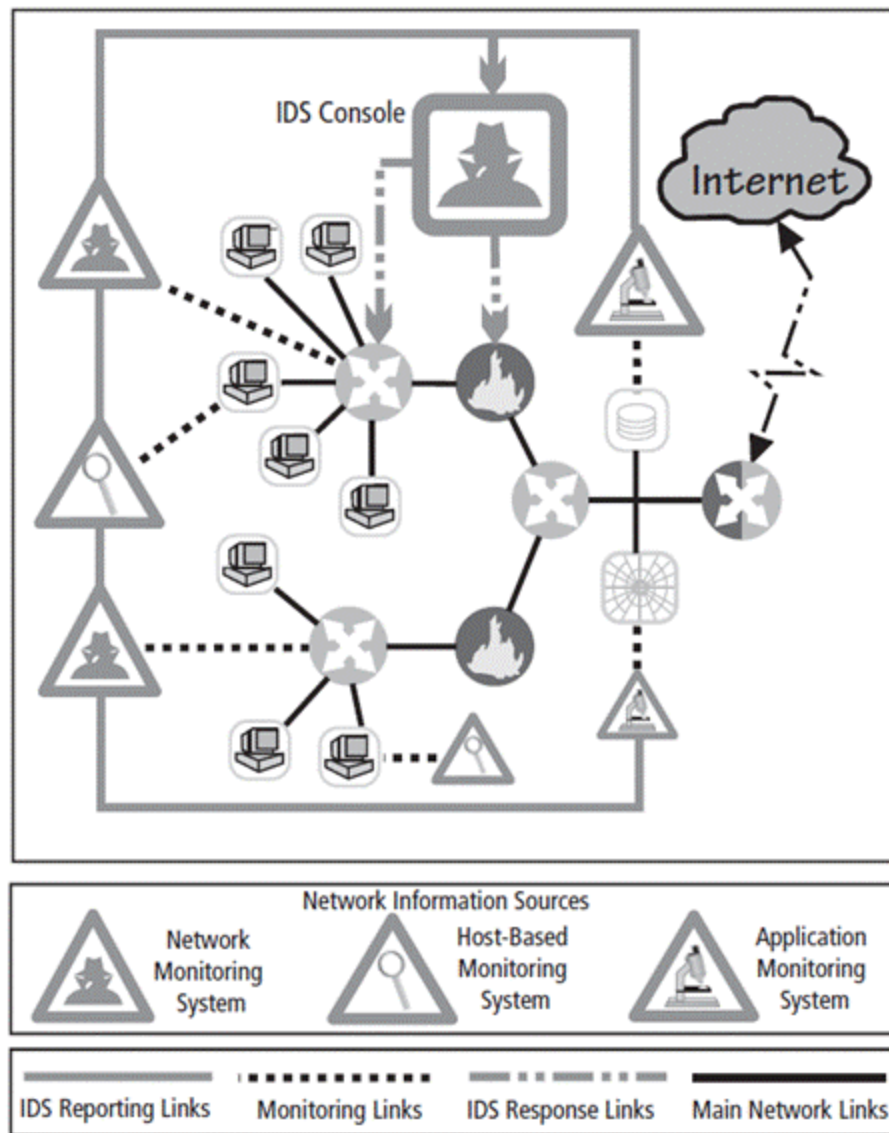 IDS Console
Internet
Network Information Sources
Network
Monitoring
System
Host-Based
Monitoring
System
Application
Monitoring
System
IDS Reporting Links
Monitoring Links
IDS Response Links
Main Network Links